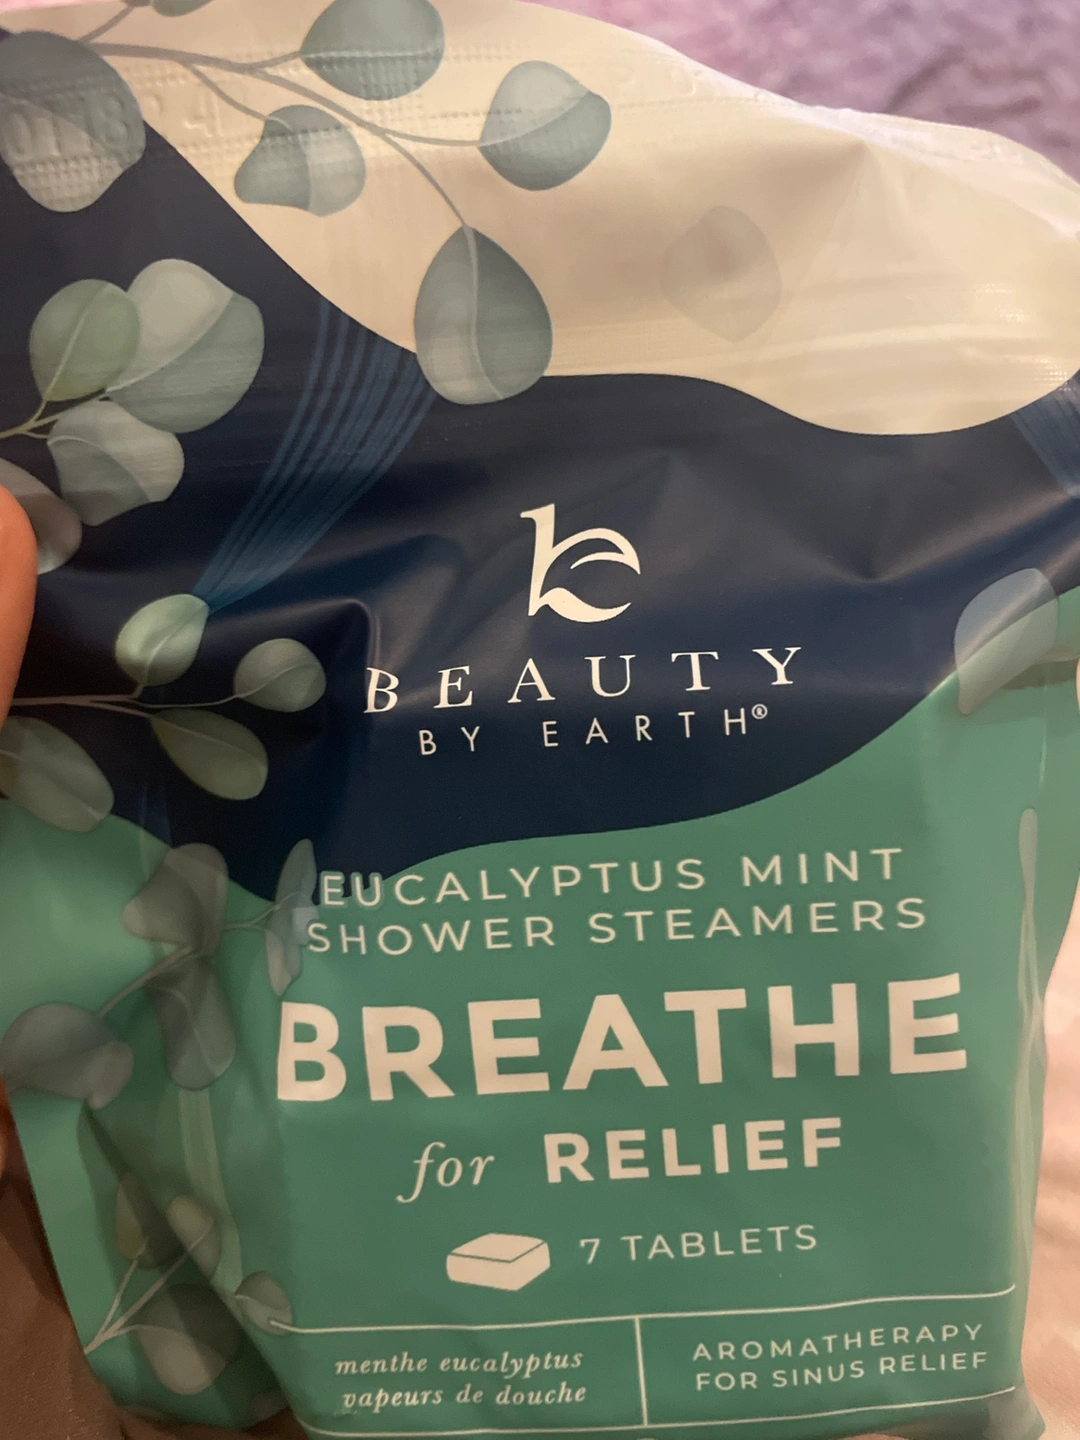 BEAUTY
BY EARTH®
EUCALYPTUS MINT
SHOWER STEAMERS
BREATHE
for RELIEF
7 TABLETS
menthe eucalyptus
vapeurs de douche
AROMATHERAPY
FOR SINUS RELIEF